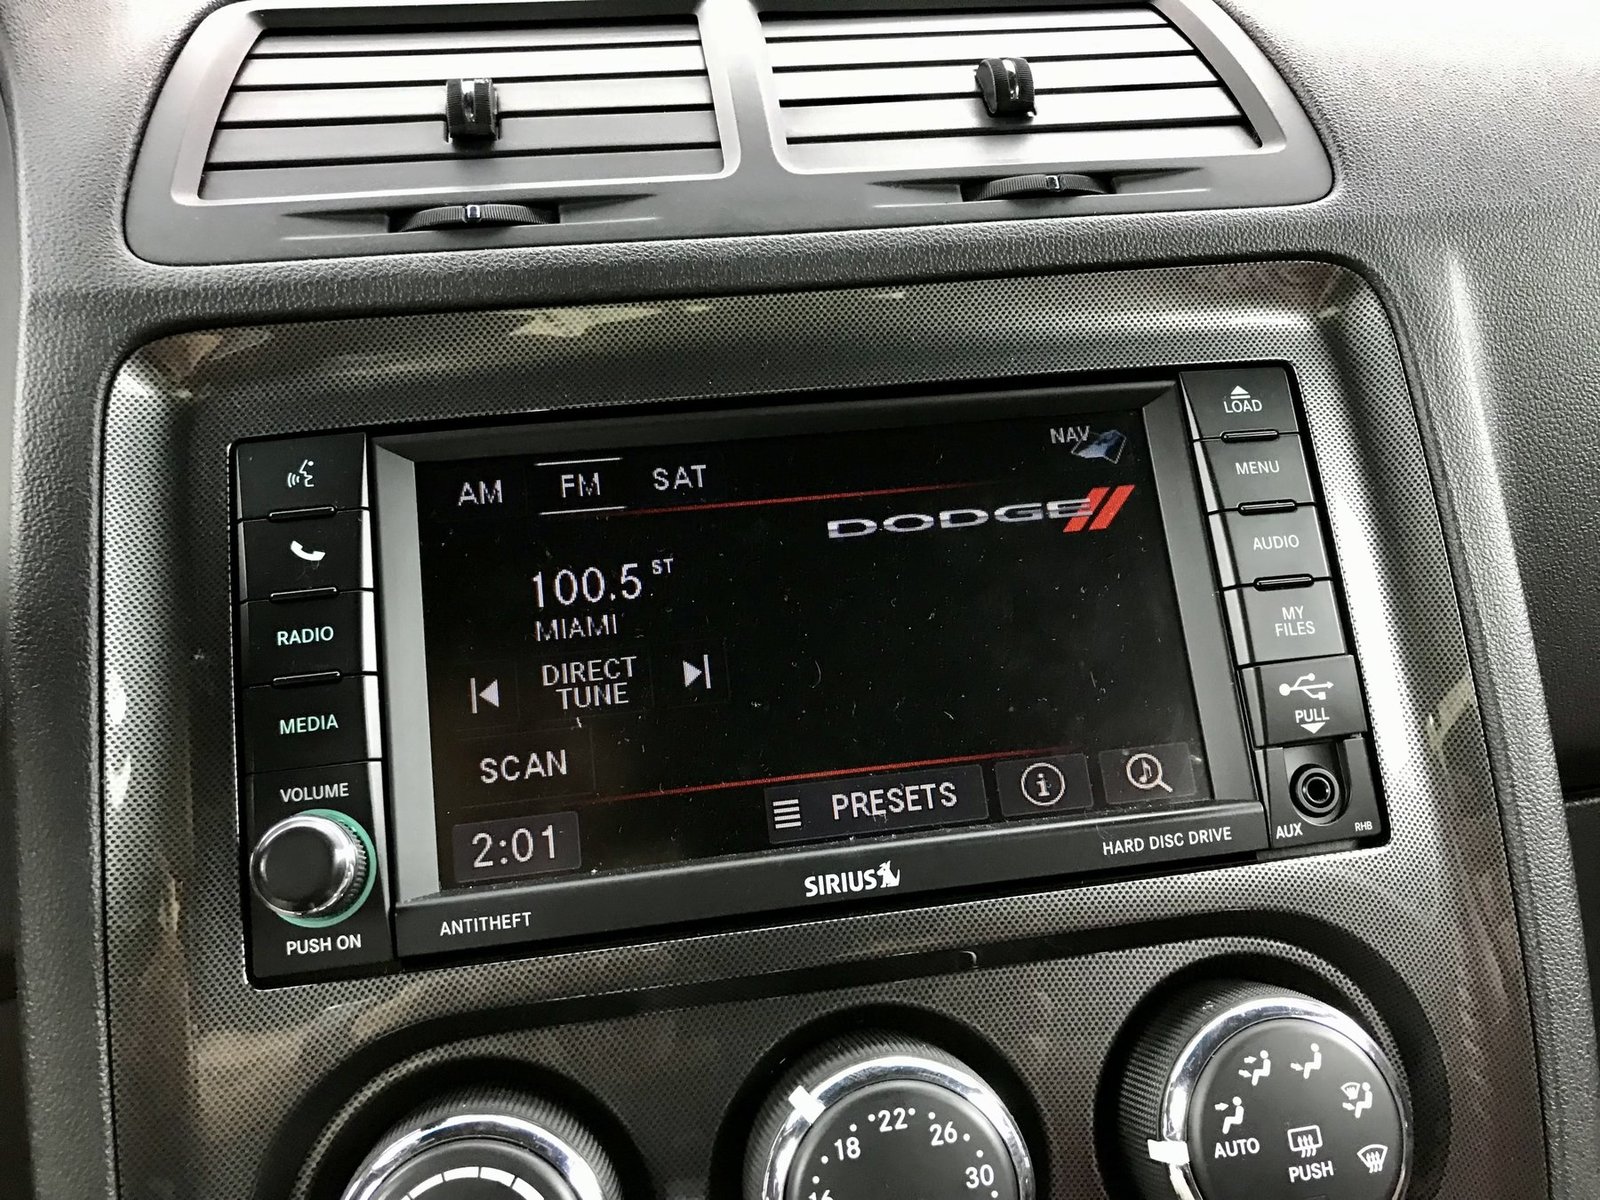 LOAD
MENU
AUDIO
MY
FILES
PULL
AUX
RHB
RADIO
MEDIA
VOLUME
PUSH ON
AM FM SAT
NAV
DODGE
100.5 ST
MIAMI
DIRECT
TUNE
SCAN
2:01
PRESETS
ANTITHEFT
SIRIUS
HARD DISC DRIVE
18 22 26 30
AUTO
PUSH